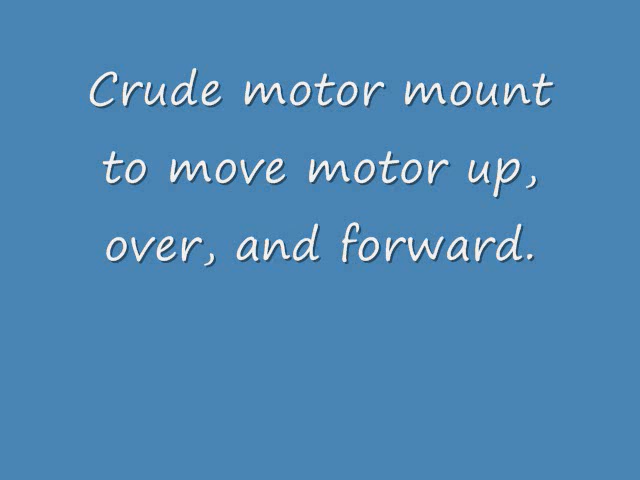 Crude motor mount
to move motor up,
over, and forward.